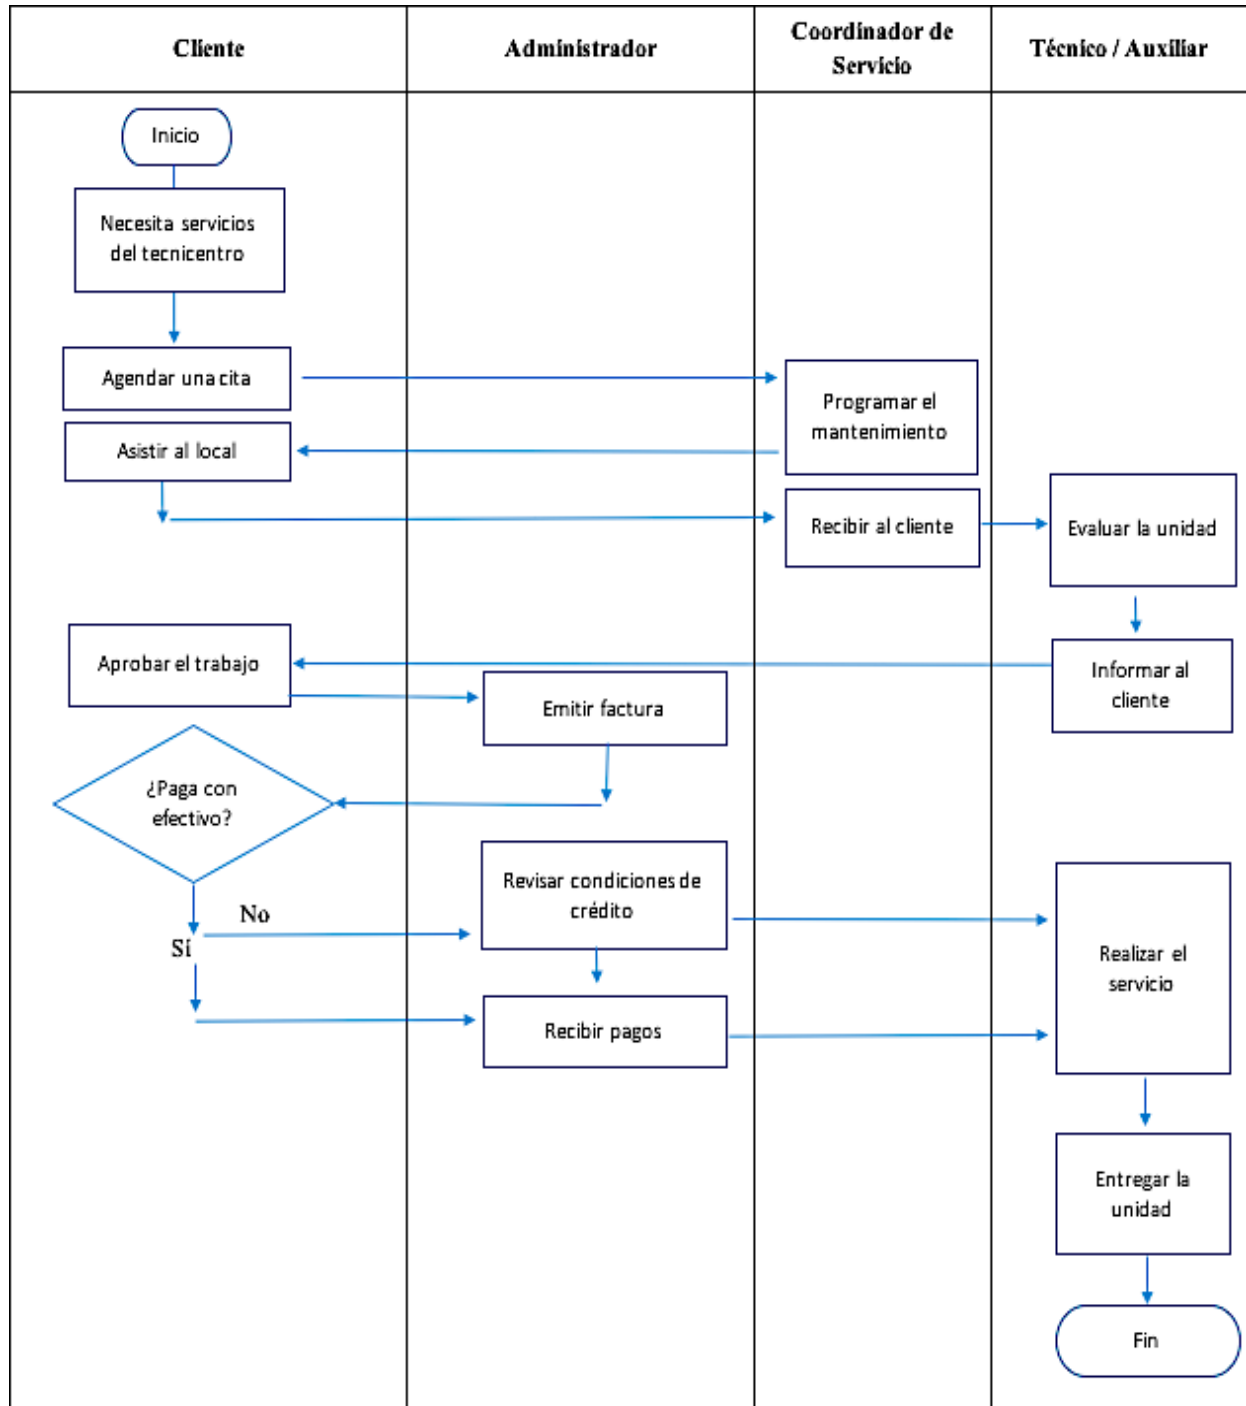 Cliente
Administrador
Coordinador de
Servicio
Técnico / Auxiliar
Inicio
Necesita servicios
del tecnicentro
Agendar una cita
Programar el
mantenimiento
Asistir al local
Recibir al cliente
Evaluar la unidad
Aprobar el trabajo
Informar al
cliente
Emitir factura
¿Paga con
efectivo?
Revisar condiciones de
crédito
No
Sí
Realizar el
servicio
Recibir pagos
Entregar la
unidad
Fin